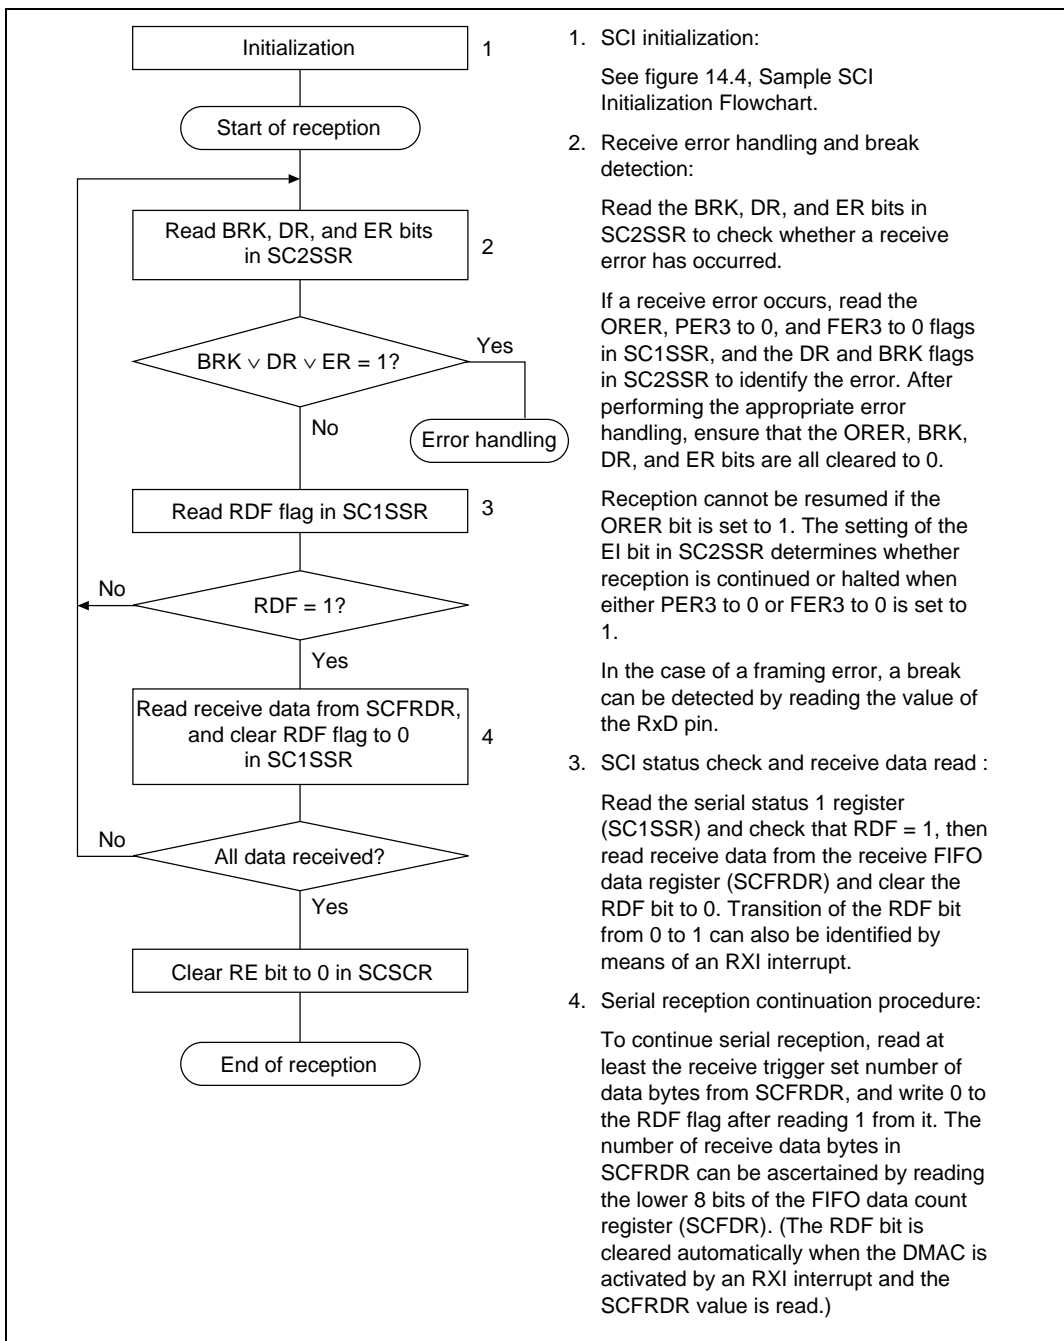 Initialization
1
Start of reception
Read BRK, DR, and ER bits
in SC2SSR
2
BRK ∨ DR ∨ ER = 1?
Yes
No
Error handling
Read RDF flag in SC1SSR
3
No
RDF = 1?
Yes
Read receive data from SCFRDR,
and clear RDF flag to 0
in SC1SSR
4
No
All data received?
Yes
Clear RE bit to 0 in SCSCR
End of reception
1. SCI initialization:
See figure 14.4, Sample SCI
Initialization Flowchart.
2. Receive error handling and break
detection:
Read the BRK, DR, and ER bits in
SC2SSR to check whether a receive
error has occurred.
If a receive error occurs, read the
ORER, PER3 to 0, and FER3 to 0 flags
in SC1SSR, and the DR and BRK flags
in SC2SSR to identify the error. After
performing the appropriate error
handling, ensure that the ORER, BRK,
DR, and ER bits are all cleared to 0.
Reception cannot be resumed if the
ORER bit is set to 1. The setting of the
EI bit in SC2SSR determines whether
reception is continued or halted when
either PER3 to 0 or FER3 to 0 is set to
1.
In the case of a framing error, a break
can be detected by reading the value of
the RxD pin.
3. SCI status check and receive data read :
Read the serial status 1 register
(SC1SSR) and check that RDF = 1, then
read receive data from the receive FIFO
data register (SCFRDR) and clear the
RDF bit to 0. Transition of the RDF bit
from 0 to 1 can also be identified by
means of an RXI interrupt.
4. Serial reception continuation procedure:
To continue serial reception, read at
least the receive trigger set number of
data bytes from SCFRDR, and write 0 to
the RDF flag after reading 1 from it. The
number of receive data bytes in
SCFRDR can be ascertained by reading
the lower 8 bits of the FIFO data count
register (SCFDR). (The RDF bit is
cleared automatically when the DMAC is
activated by an RXI interrupt and the
SCFRDR value is read.)